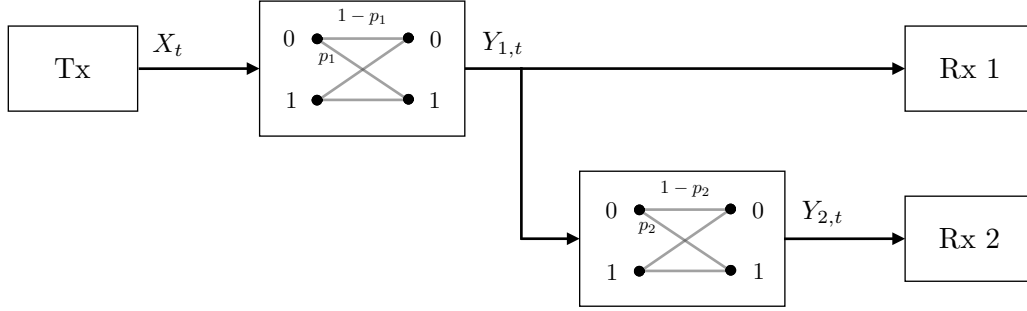 Tx
X_t
1 − p_1
0 0
p_1
1 1
Y_{1,t}
Rx 1
1 − p_2
0 0
p_2
1 1
Y_{2,t}
Rx 2